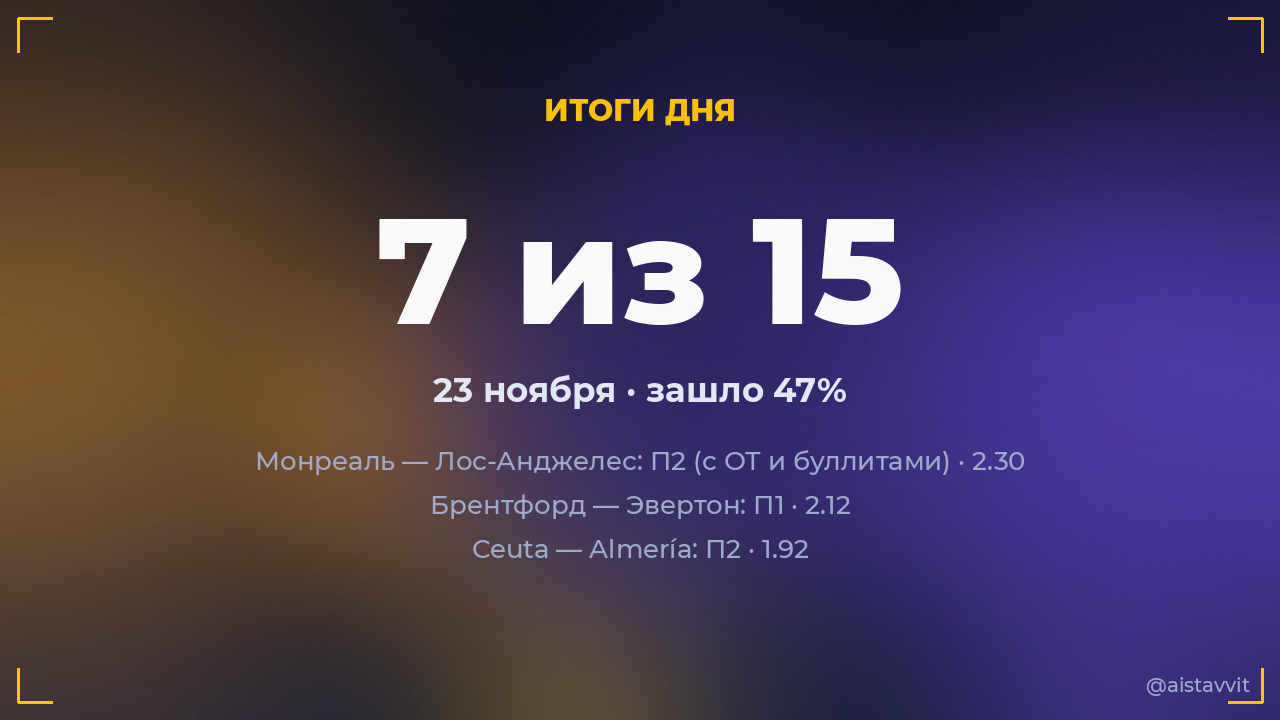 ИТОГИ ДНЯ
7 из 15
23 ноября · зашло 47%
Монреаль — Лос-Анджелес: П2 (с ОТ и буллитами) · 2.30
Брентфорд — Эвертон: П1 · 2.12
Ceuta — Almería: П2 · 1.92
@aistavvit